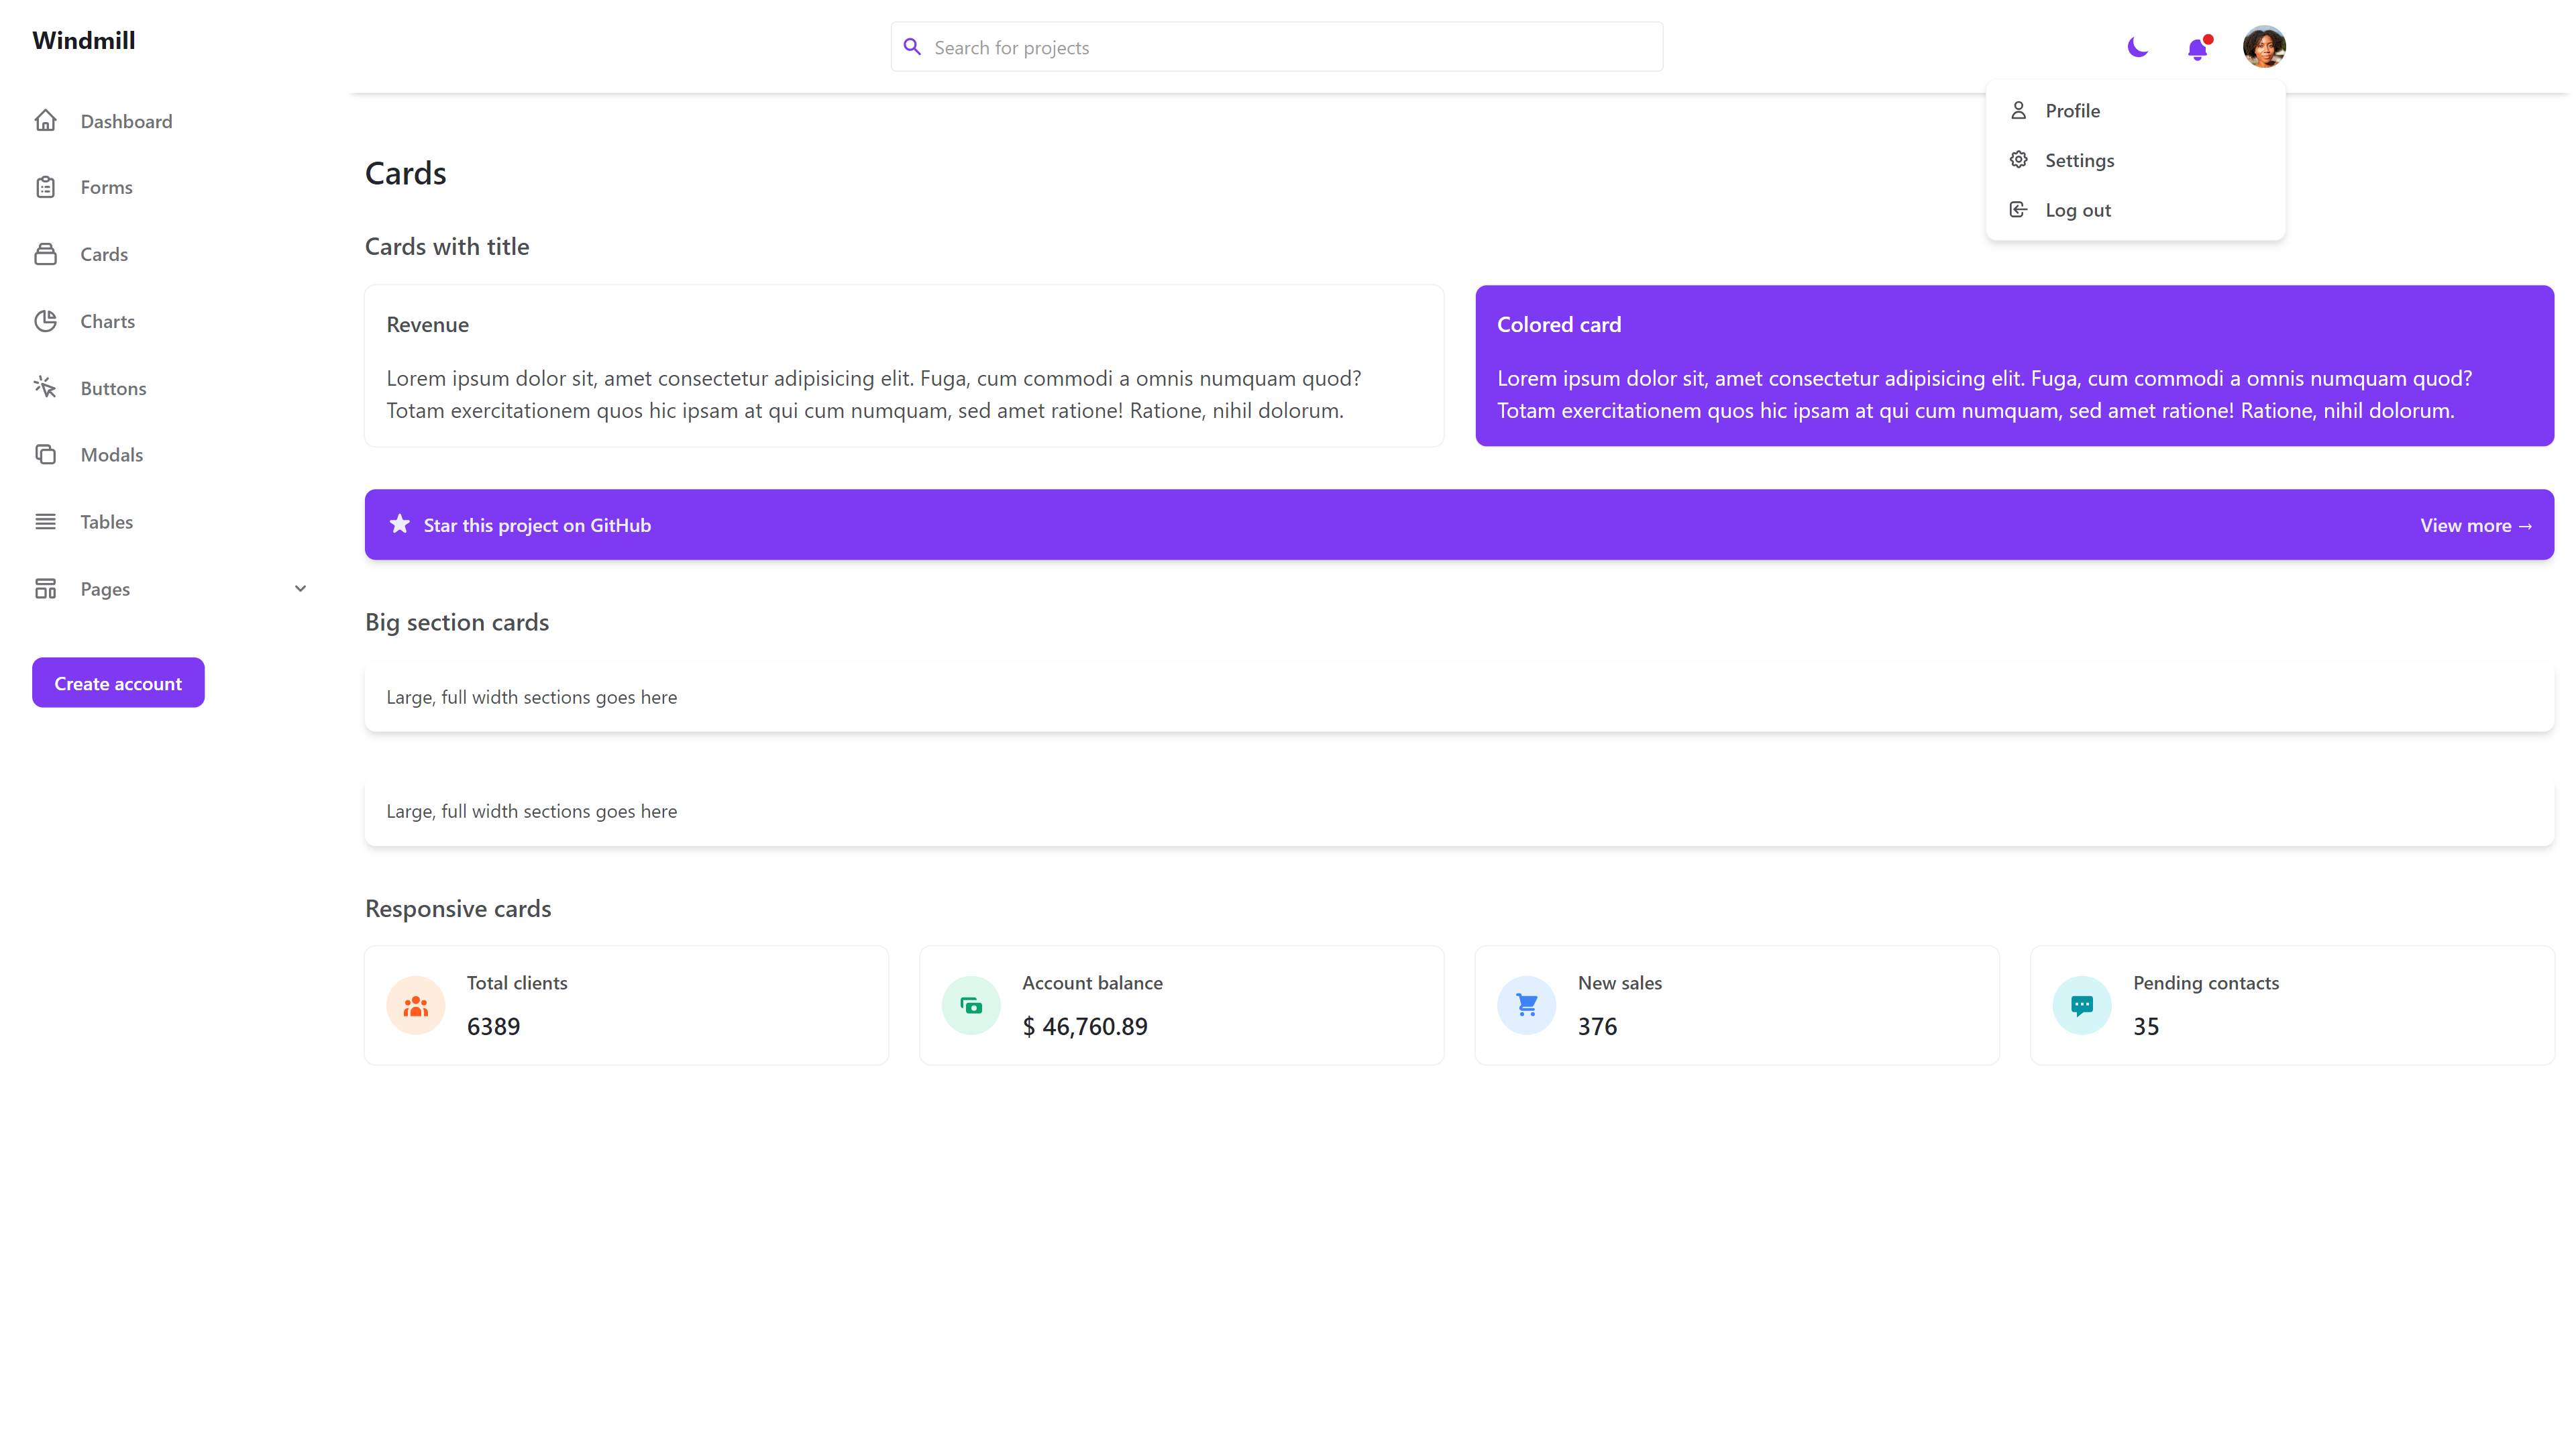 Windmill
Search for projects
Dashboard
Forms
Cards
Charts
Buttons
Modals
Tables
Pages
Create account
Profile
Settings
Log out
Cards
Cards with title
Revenue
Lorem ipsum dolor sit, amet consectetur adipisicing elit. Fuga, cum commodi a omnis numquam quod?
Totam exercitationem quos hic ipsam at qui cum numquam, sed amet ratione! Ratione, nihil dolorum.
Colored card
Lorem ipsum dolor sit, amet consectetur adipisicing elit. Fuga, cum commodi a omnis numquam quod?
Totam exercitationem quos hic ipsam at qui cum numquam, sed amet ratione! Ratione, nihil dolorum.
Star this project on GitHub
View more →
Big section cards
Large, full width sections goes here
Large, full width sections goes here
Responsive cards
Total clients
6389
Account balance
$ 46,760.89
New sales
376
Pending contacts
35